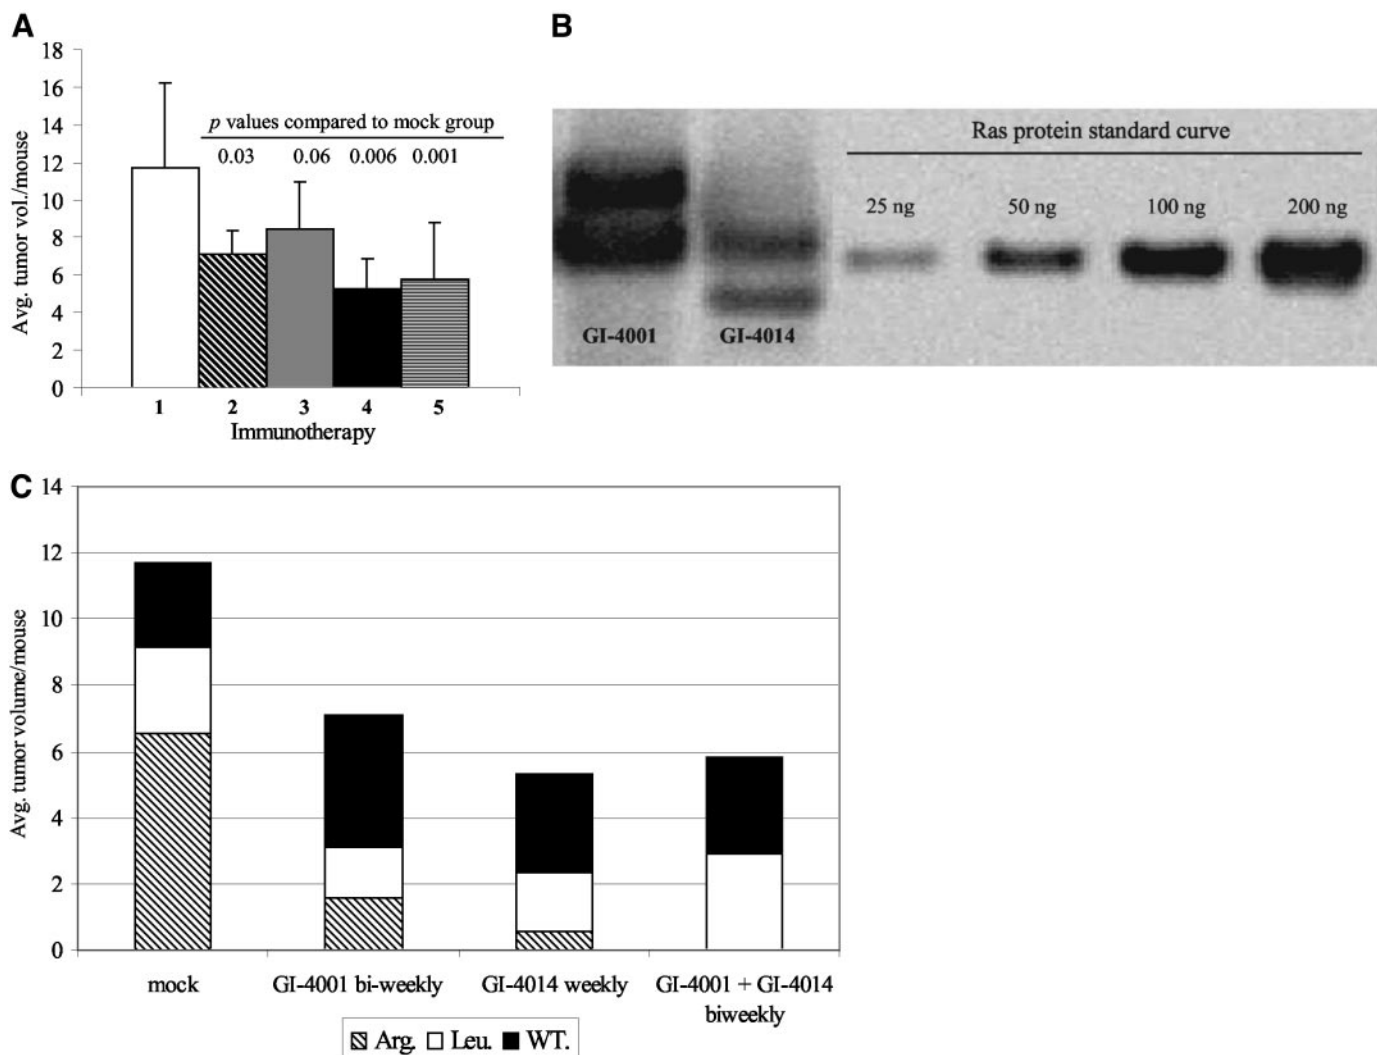 A
18
16
14
12
10
8
6
4
2
0
Avg. tumor vol./mouse
p values compared to mock group
0.03 0.06 0.006 0.001
1 2 3 4 5
Immunotherapy
B
Ras protein standard curve
25 ng 50 ng 100 ng 200 ng
GI-4001 GI-4014
C
14
12
10
8
6
4
2
0
Avg. tumor volume/mouse
mock GI-4001 bi-weekly GI-4014 weekly GI-4001 + GI-4014
biweekly
Arg. Leu. WT.